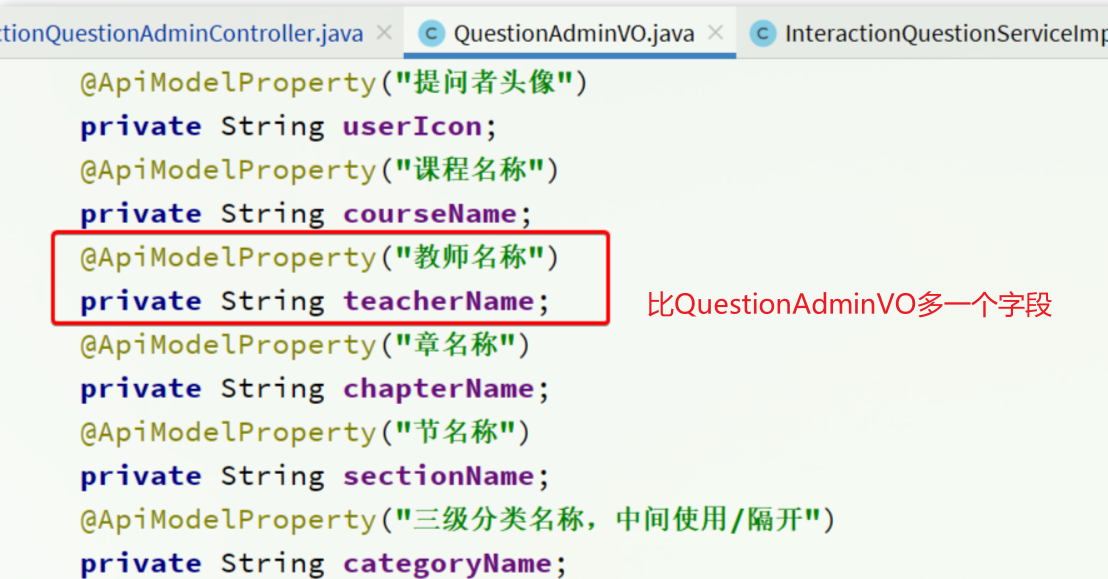 ctionQuestionAdminController.java × C QuestionAdminVO.java × C InteractionQuestionServiceImp
@ApiModelProperty("提问者头像")
private String userIcon;
@ApiModelProperty("课程名称")
private String courseName;
@ApiModelProperty("教师名称")
private String teacherName;
比QuestionAdminVO多一个字段
@ApiModelProperty("章名称")
private String chapterName;
@ApiModelProperty("节名称")
private String sectionName;
@ApiModelProperty("三级分类名称，中间使用/隔开")
private String categoryName;